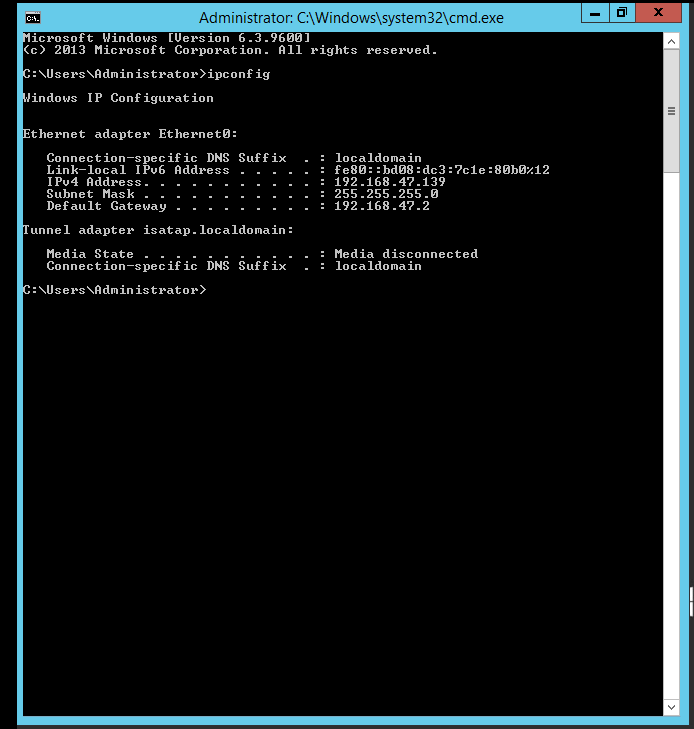 Administrator: C:\Windows\system32\cmd.exe
Microsoft Windows [Version 6.3.9600]
(c) 2013 Microsoft Corporation. All rights reserved.
C:\Users\Administrator>ipconfig
Windows IP Configuration
Ethernet adapter Ethernet0:
Connection-specific DNS Suffix  . : localdomain
Link-local IPv6 Address . . . . . : fe80::bd08:dc3:7c1e:80b0%12
IPv4 Address. . . . . . . . . . . : 192.168.47.139
Subnet Mask . . . . . . . . . . . : 255.255.255.0
Default Gateway . . . . . . . . . : 192.168.47.2
Tunnel adapter isatap.localdomain:
Media State . . . . . . . . . . . : Media disconnected
Connection-specific DNS Suffix  . : localdomain
C:\Users\Administrator>